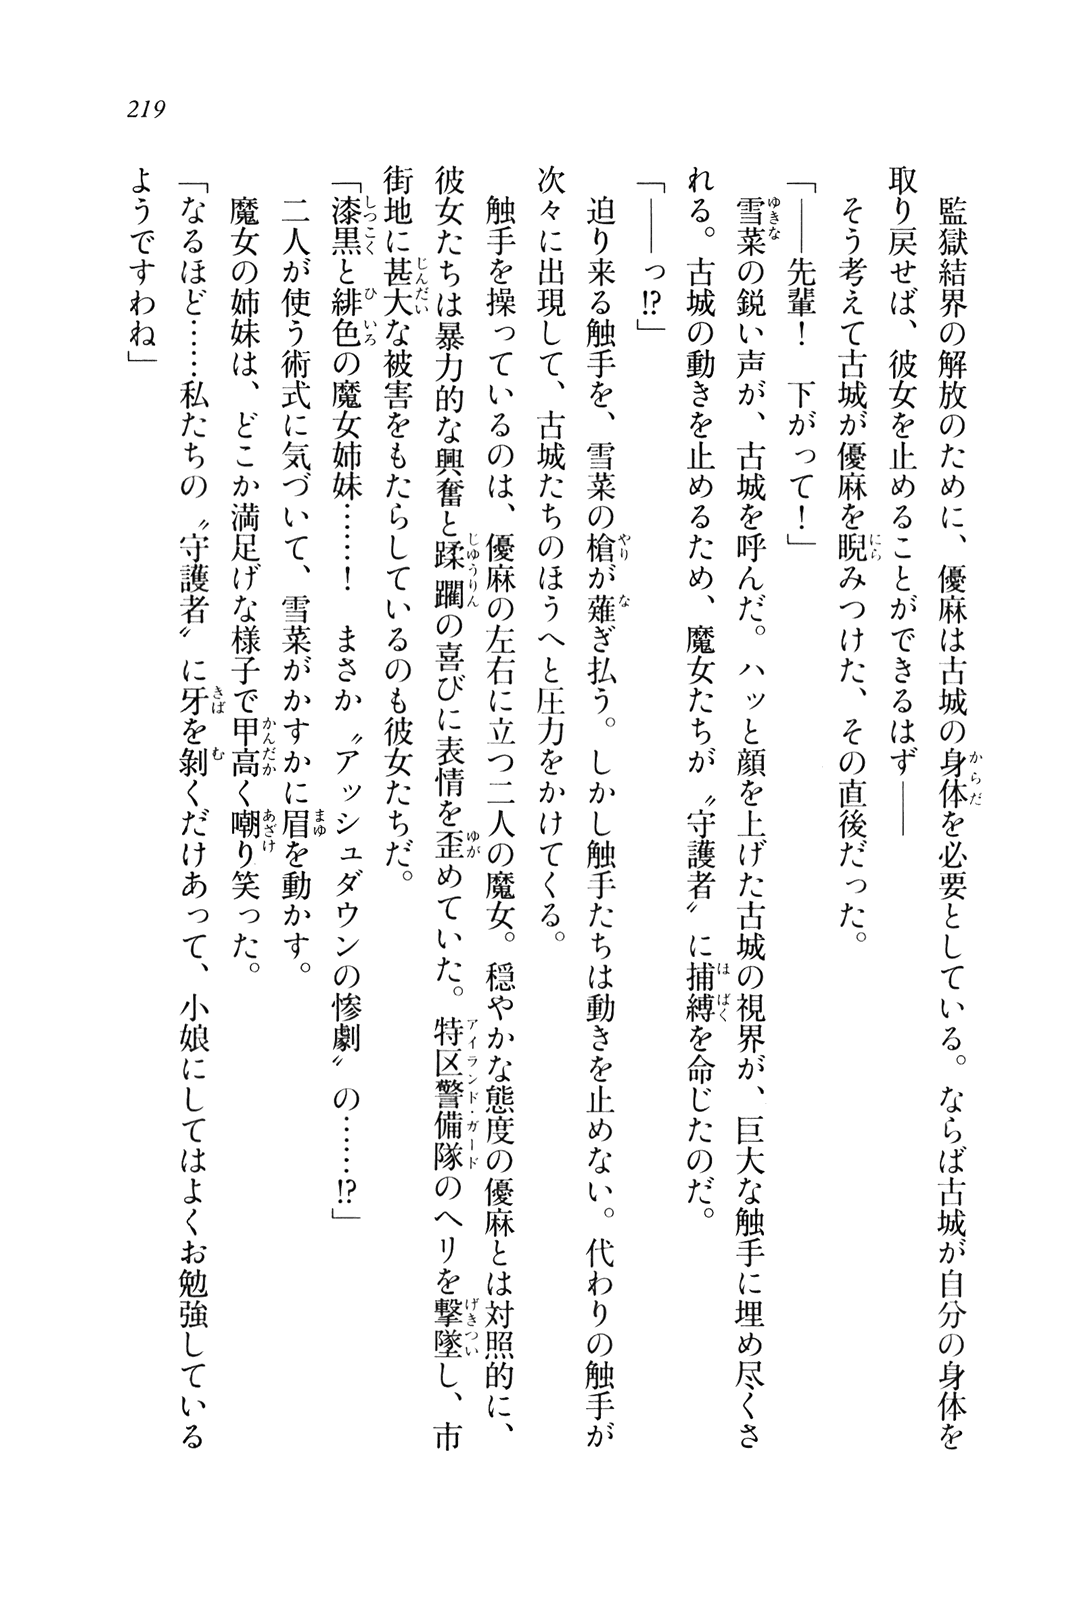 219
　監獄結界の解放のために、優麻は古城の身体を必要としている。ならば古城が自分の身体を
取り戻せば、彼女を止めることができるはず――
　そう考えて古城が優麻を睨みつけた、その直後だった。
「――先輩！　下がって！」
　雪菜の鋭い声が、古城を呼んだ。ハッと顔を上げた古城の視界が、巨大な触手に埋め尽くさ
れる。古城の動きを止めるため、魔女たちが〝守護者〟に捕縛を命じたのだ。
「――っ!?」
　迫り来る触手を、雪菜の槍が薙ぎ払う。しかし触手たちは動きを止めない。代わりの触手が
次々に出現して、古城たちのほうへと圧力をかけてくる。
　触手を操っているのは、優麻の左右に立つ二人の魔女。穏やかな態度の優麻とは対照的に、
彼女たちは暴力的な興奮と蹂躙の喜びに表情を歪めていた。特区警備隊のヘリを撃墜し、市
街地に甚大な被害をもたらしているのも彼女たちだ。
「漆黒と緋色の魔女姉妹……！　まさか〝アッシュダウンの惨劇〟の……!?」
　二人が使う術式に気づいて、雪菜がかすかに眉を動かす。
　魔女の姉妹は、どこか満足げな様子で甲高く嘲り笑った。
「なるほど……私たちの〝守護者〟に牙を剝くだけあって、小娘にしてはよくお勉強している
ようですわね」